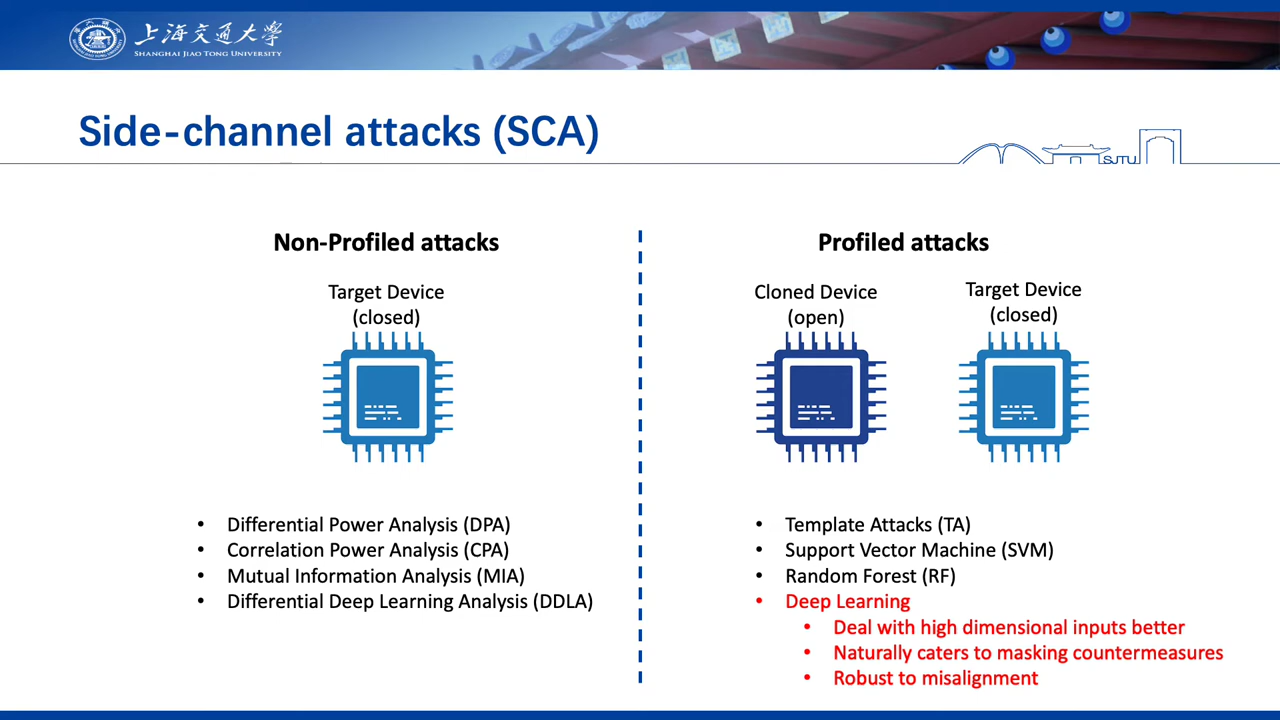 上海交通大学
SHANGHAI JIAO TONG UNIVERSITY
Side-channel attacks (SCA)
SJTU
Non-Profiled attacks
Target Device
(closed)
• Differential Power Analysis (DPA)
• Correlation Power Analysis (CPA)
• Mutual Information Analysis (MIA)
• Differential Deep Learning Analysis (DDLA)
Profiled attacks
Cloned Device
(open)
Target Device
(closed)
• Template Attacks (TA)
• Support Vector Machine (SVM)
• Random Forest (RF)
• Deep Learning
• Deal with high dimensional inputs better
• Naturally caters to masking countermeasures
• Robust to misalignment